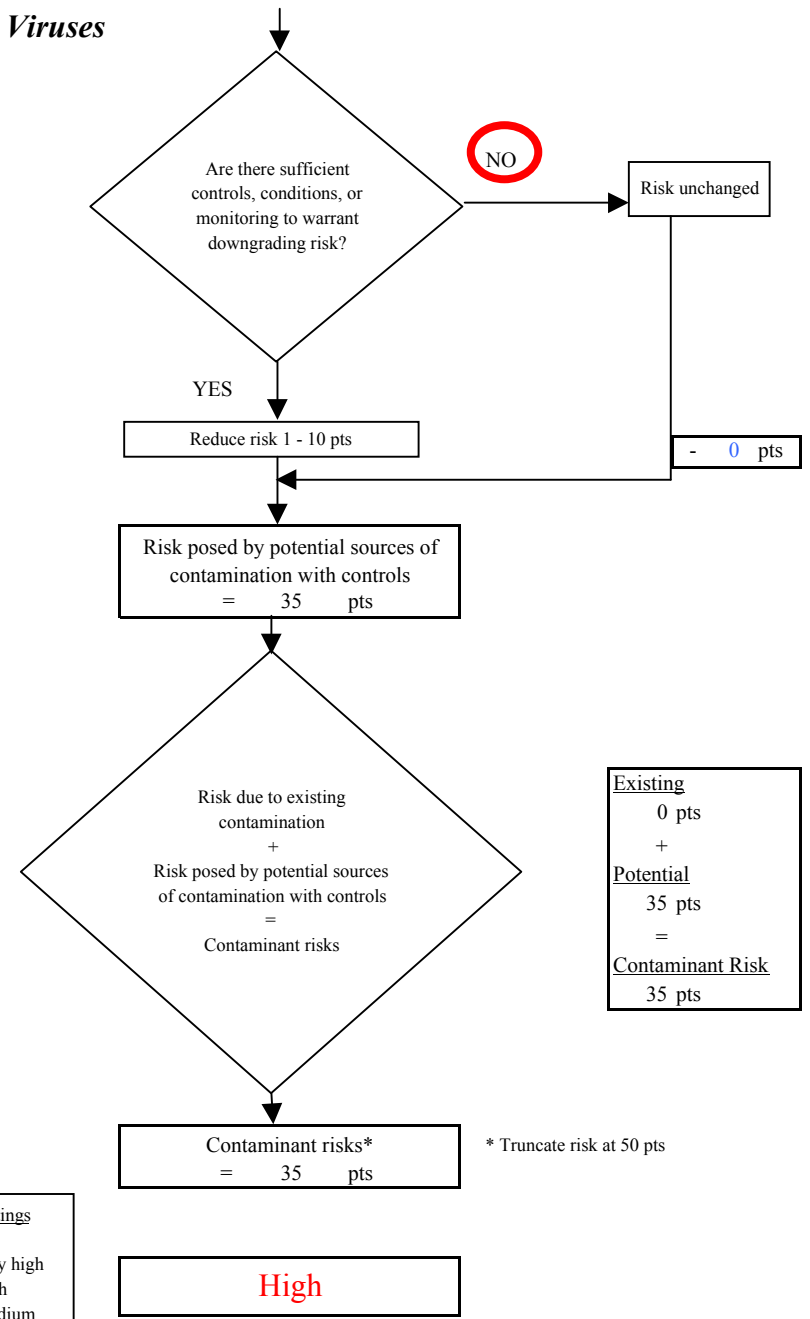 Viruses
Are there sufficient
controls, conditions, or
monitoring to warrant
downgrading risk?
NO
Risk unchanged
YES
Reduce risk 1 - 10 pts
- 0 pts
Risk posed by potential sources of
contamination with controls
= 35 pts
Risk due to existing
contamination
+
Risk posed by potential sources
of contamination with controls
=
Contaminant risks
Existing
0 pts
+
Potential
35 pts
=
Contaminant Risk
35 pts
Contaminant risks*
= 35 pts
* Truncate risk at 50 pts
high
High